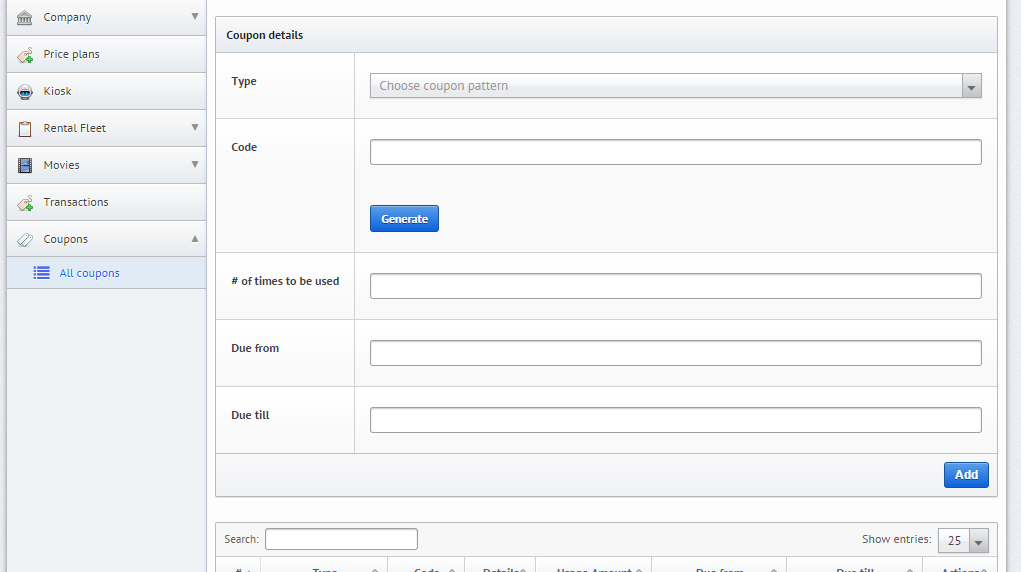 Company
Price plans
Kiosk
Rental Fleet
Movies
Transactions
Coupons
All coupons
Coupon details
Type
Choose coupon pattern
Code
Generate
# of times to be used
Due from
Due till
Add
Search:
Show entries: 25
# Type Code Details Usage Amount Due from Due till Actions